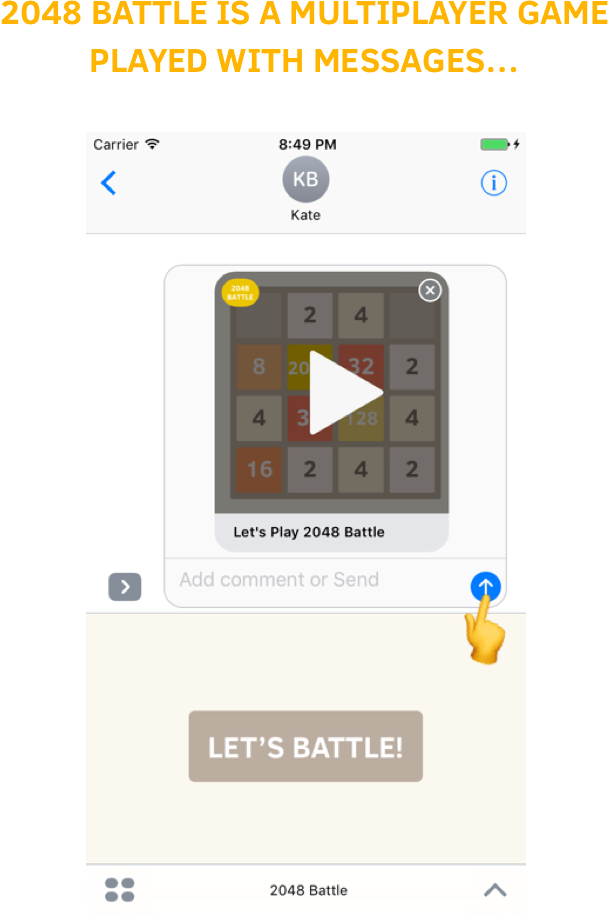 2048 BATTLE IS A MULTIPLAYER GAME
PLAYED WITH MESSAGES...
Carrier 8:49 PM
KB
Kate
2048
BATTLE
2 4
8 32 2
4 128 4
16 2 4 2
Let's Play 2048 Battle
Add comment or Send
LET'S BATTLE!
2048 Battle